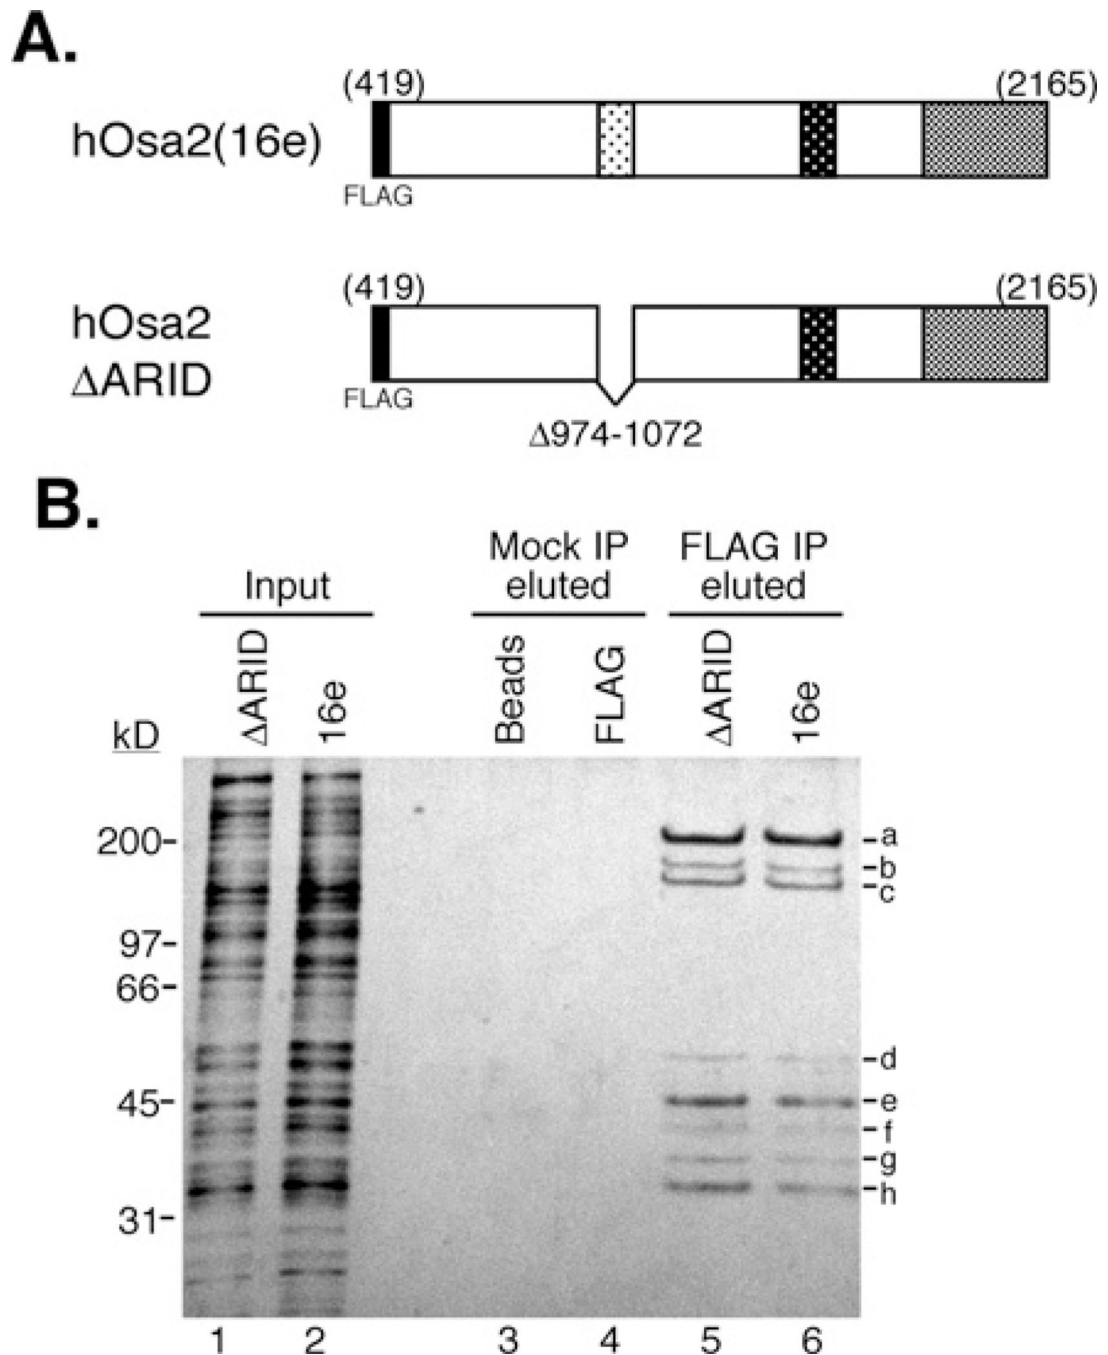 A.
(419) (2165)
hOsa2(16e)
FLAG
(419) (2165)
hOsa2
ΔARID
FLAG
Δ974-1072
B.
Mock IP
eluted
FLAG IP
eluted
Input
ΔARID
16e
Beads
FLAG
ΔARID
16e
kD
200-
97-
66-
45-
31-
-a
-b
-c
-d
-e
-f
-g
-h
1 2 3 4 5 6